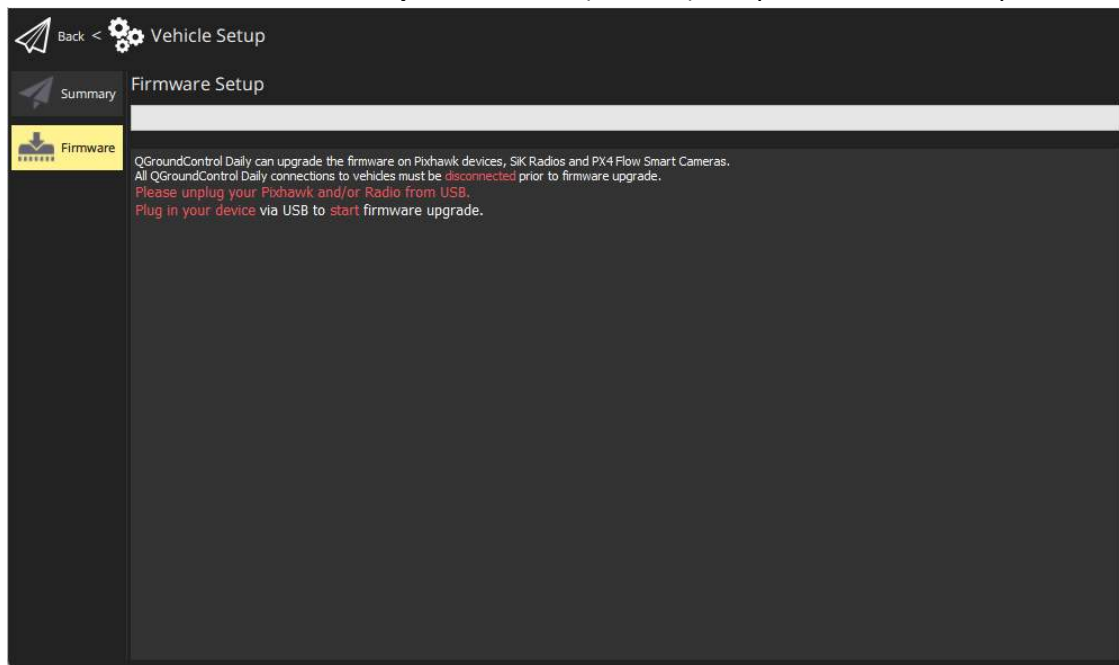 Back < Vehicle Setup
Summary
Firmware Setup
Firmware
QGroundControl Daily can upgrade the firmware on Pixhawk devices, SiK Radios and PX4 Flow Smart Cameras.
All QGroundControl Daily connections to vehicles must be disconnected prior to firmware upgrade.
Please unplug your Pixhawk and/or Radio from USB.
Plug in your device via USB to start firmware upgrade.